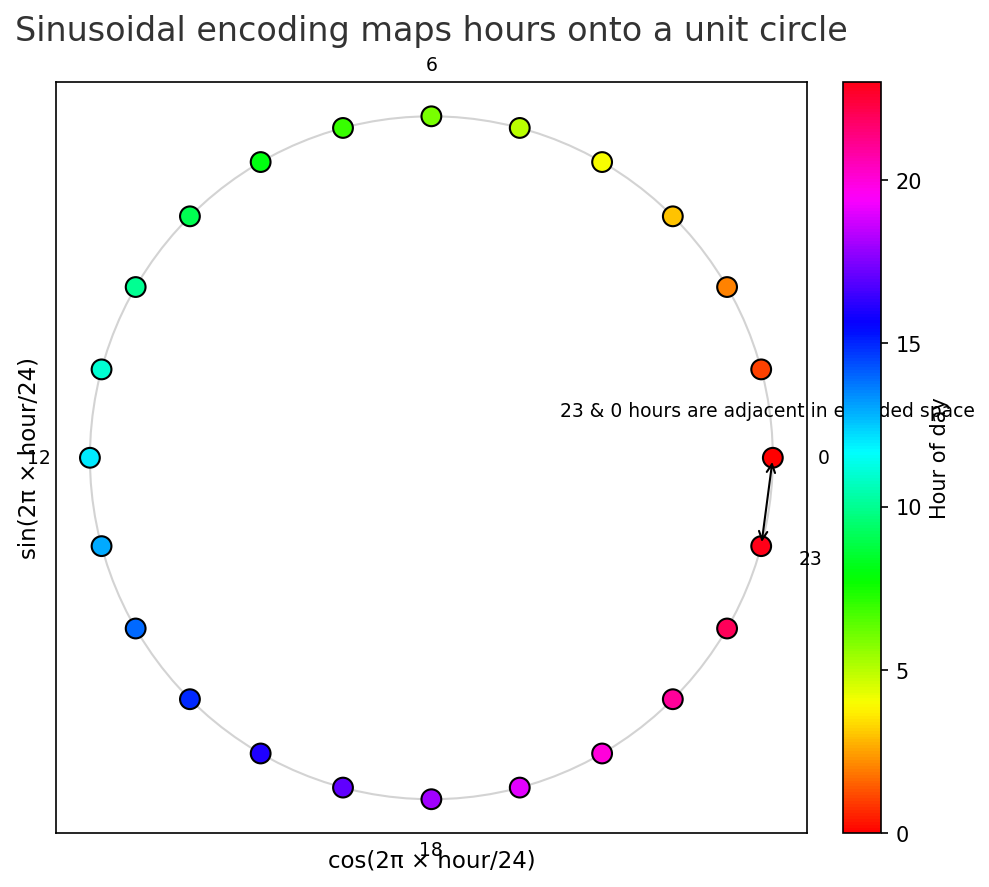 Sinusoidal encoding maps hours onto a unit circle
6
20
15
23 & 0 hours are adjacent in e ded space
12
0
23
10
5
0
18
sin(2π × hour/24)
cos(2π × hour/24)
Hour of day